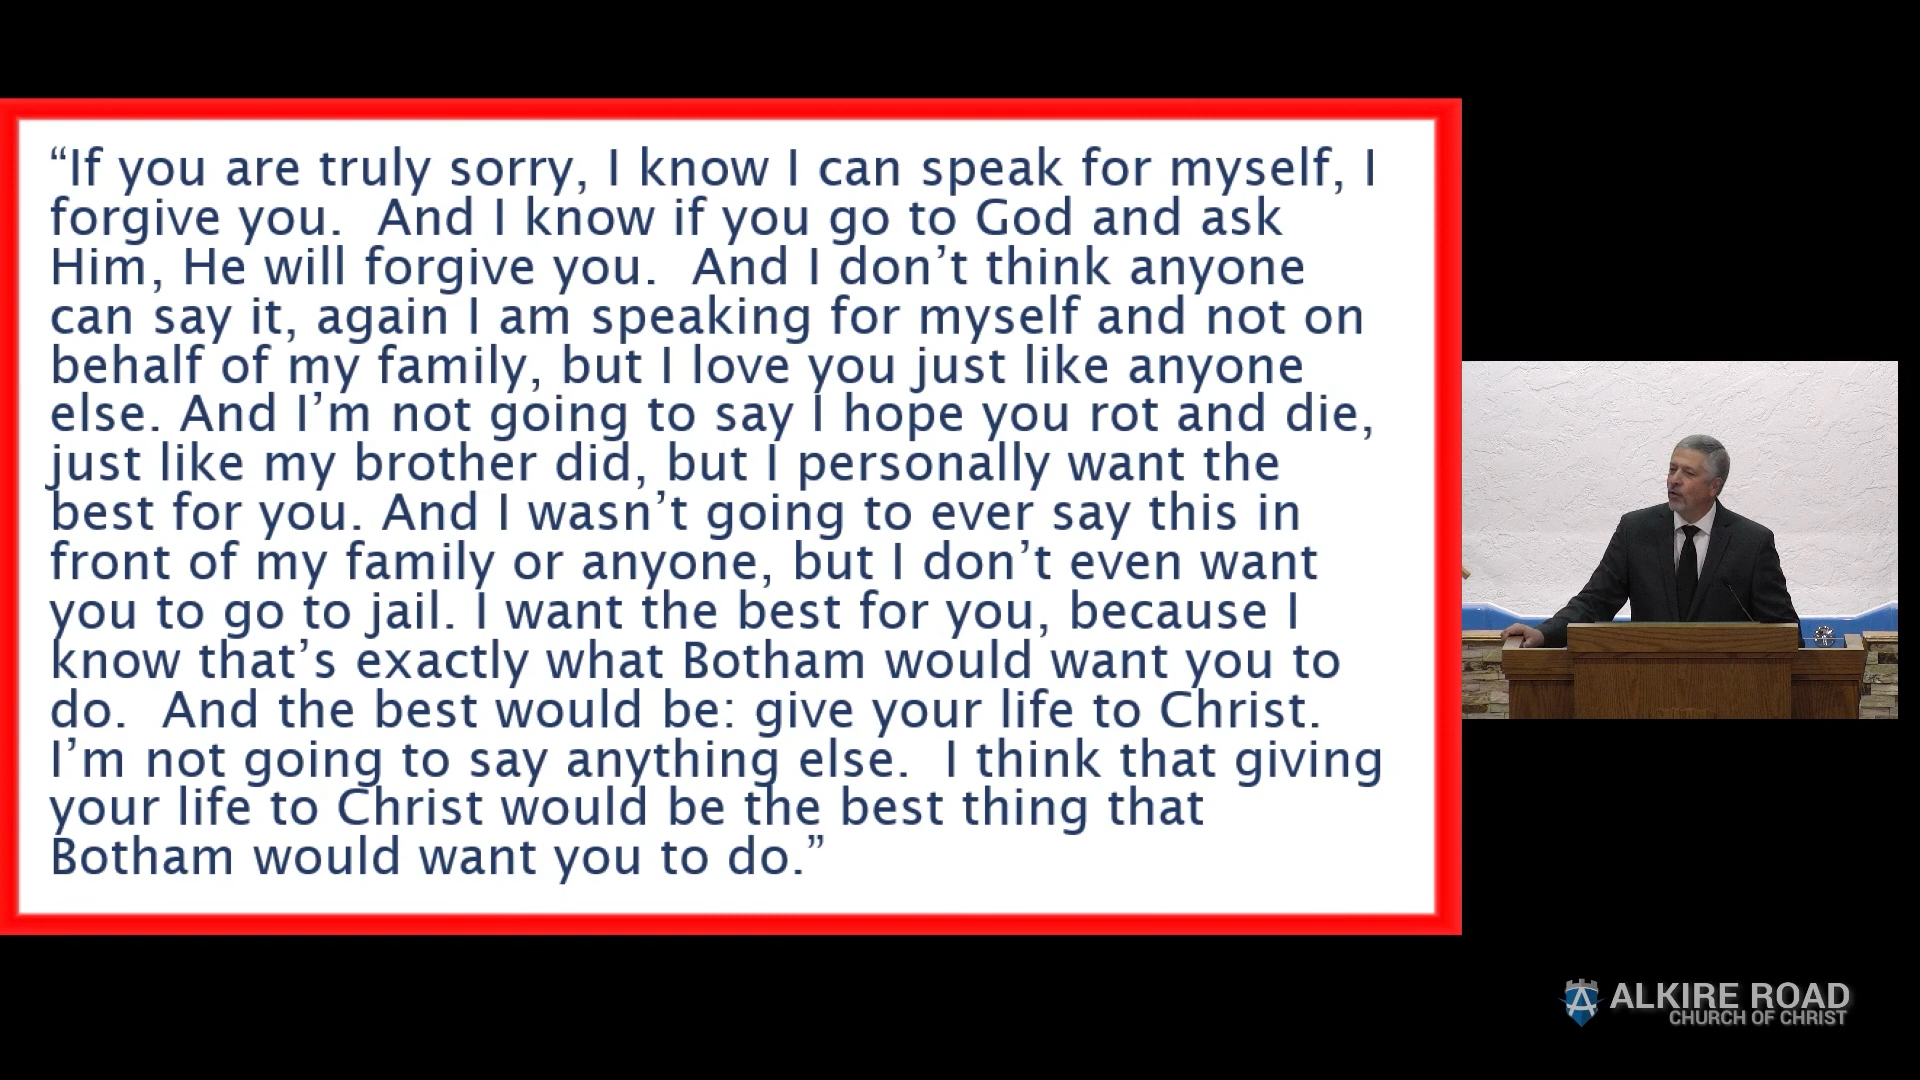 “If you are truly sorry, I know I can speak for myself, I
forgive you.  And I know if you go to God and ask
Him, He will forgive you.  And I don’t think anyone
can say it, again I am speaking for myself and not on
behalf of my family, but I love you just like anyone
else. And I’m not going to say I hope you rot and die,
just like my brother did, but I personally want the
best for you. And I wasn’t going to ever say this in
front of my family or anyone, but I don’t even want
you to go to jail. I want the best for you, because I
know that’s exactly what Botham would want you to
do.  And the best would be: give your life to Christ.
I’m not going to say anything else.  I think that giving
your life to Christ would be the best thing that
Botham would want you to do.”
ALKIRE ROAD
CHURCH OF CHRIST